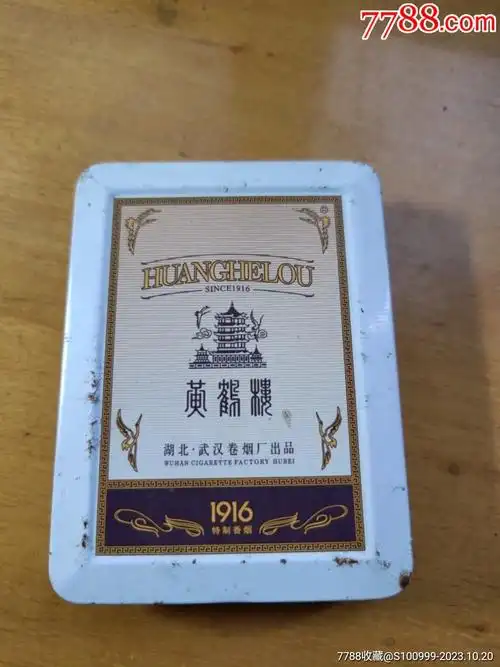 7788.com
®
HUANGHELOU
SINCE1916
黄鹤楼
湖北·武汉卷烟厂出品
WUHAN CIGARETTE FACTORY HUBEI
1916
特制香烟
7788收藏@S100999-2023.10.20